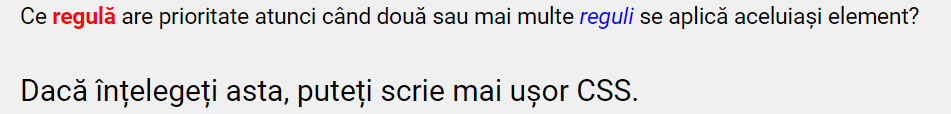 Ce regulă are prioritate atunci când două sau mai multe reguli se aplică aceluiași element?
Dacă înțelegeți asta, puteți scrie mai ușor CSS.